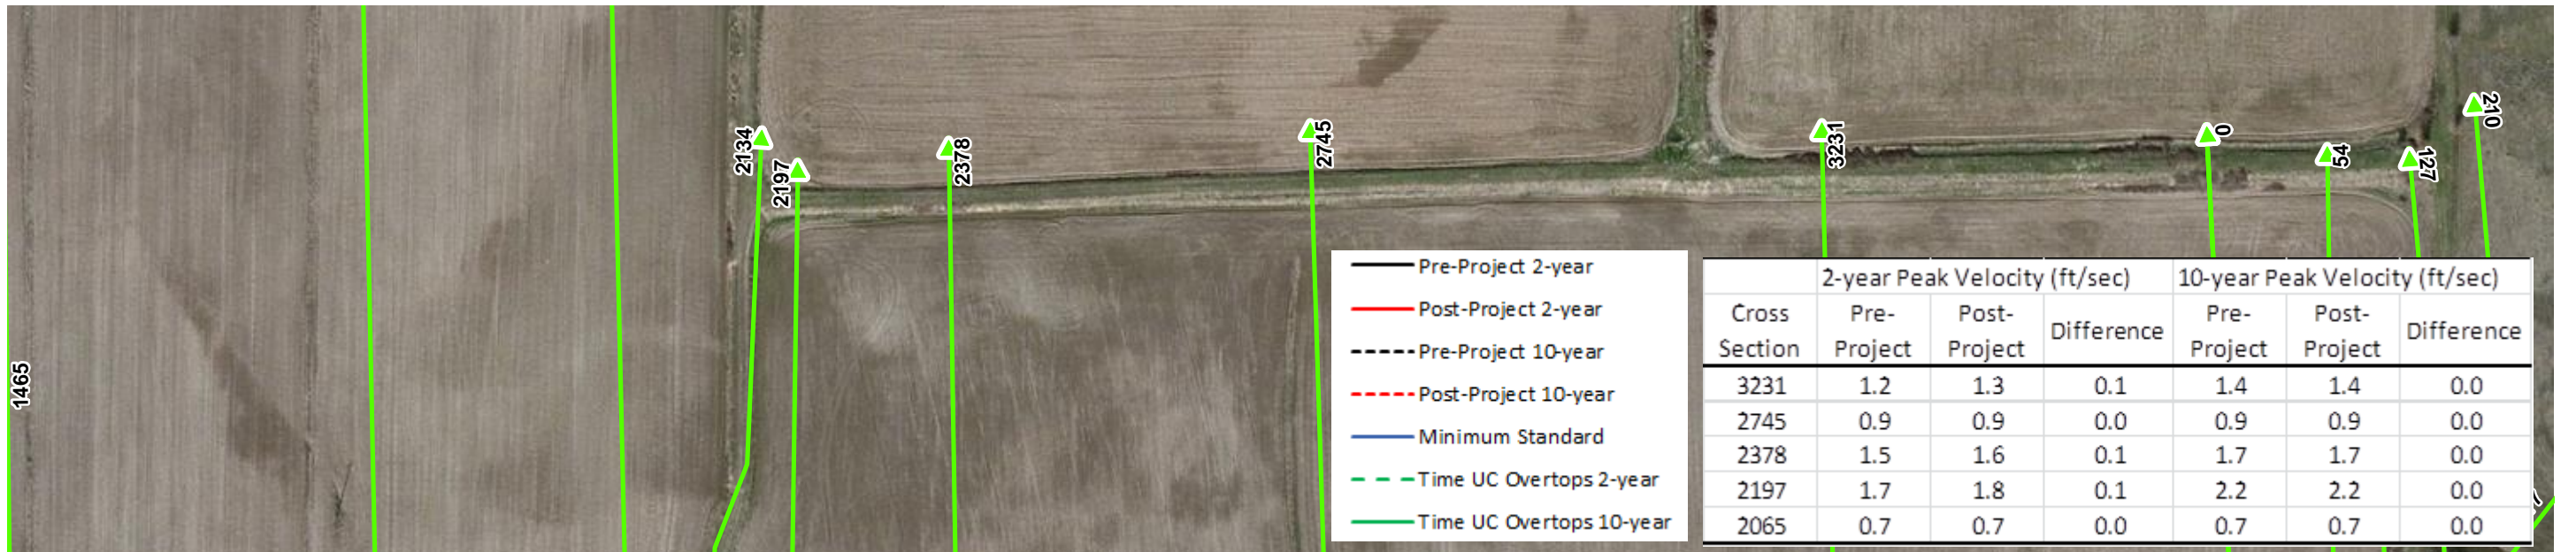 2134
2197
2378
2745
3231
0
54
127
210
1465
Pre-Project 2-year
Post-Project 2-year
Pre-Project 10-year
Post-Project 10-year
Minimum Standard
Time UC Overtops 2-year
Time UC Overtops 10-year
2-year Peak Velocity (ft/sec) 10-year Peak Velocity (ft/sec)
Cross Section Pre-Project Post-Project Difference Pre-Project Post-Project Difference
3231 1.2 1.3 0.1 1.4 1.4 0.0
2745 0.9 0.9 0.0 0.9 0.9 0.0
2378 1.5 1.6 0.1 1.7 1.7 0.0
2197 1.7 1.8 0.1 2.2 2.2 0.0
2065 0.7 0.7 0.0 0.7 0.7 0.0